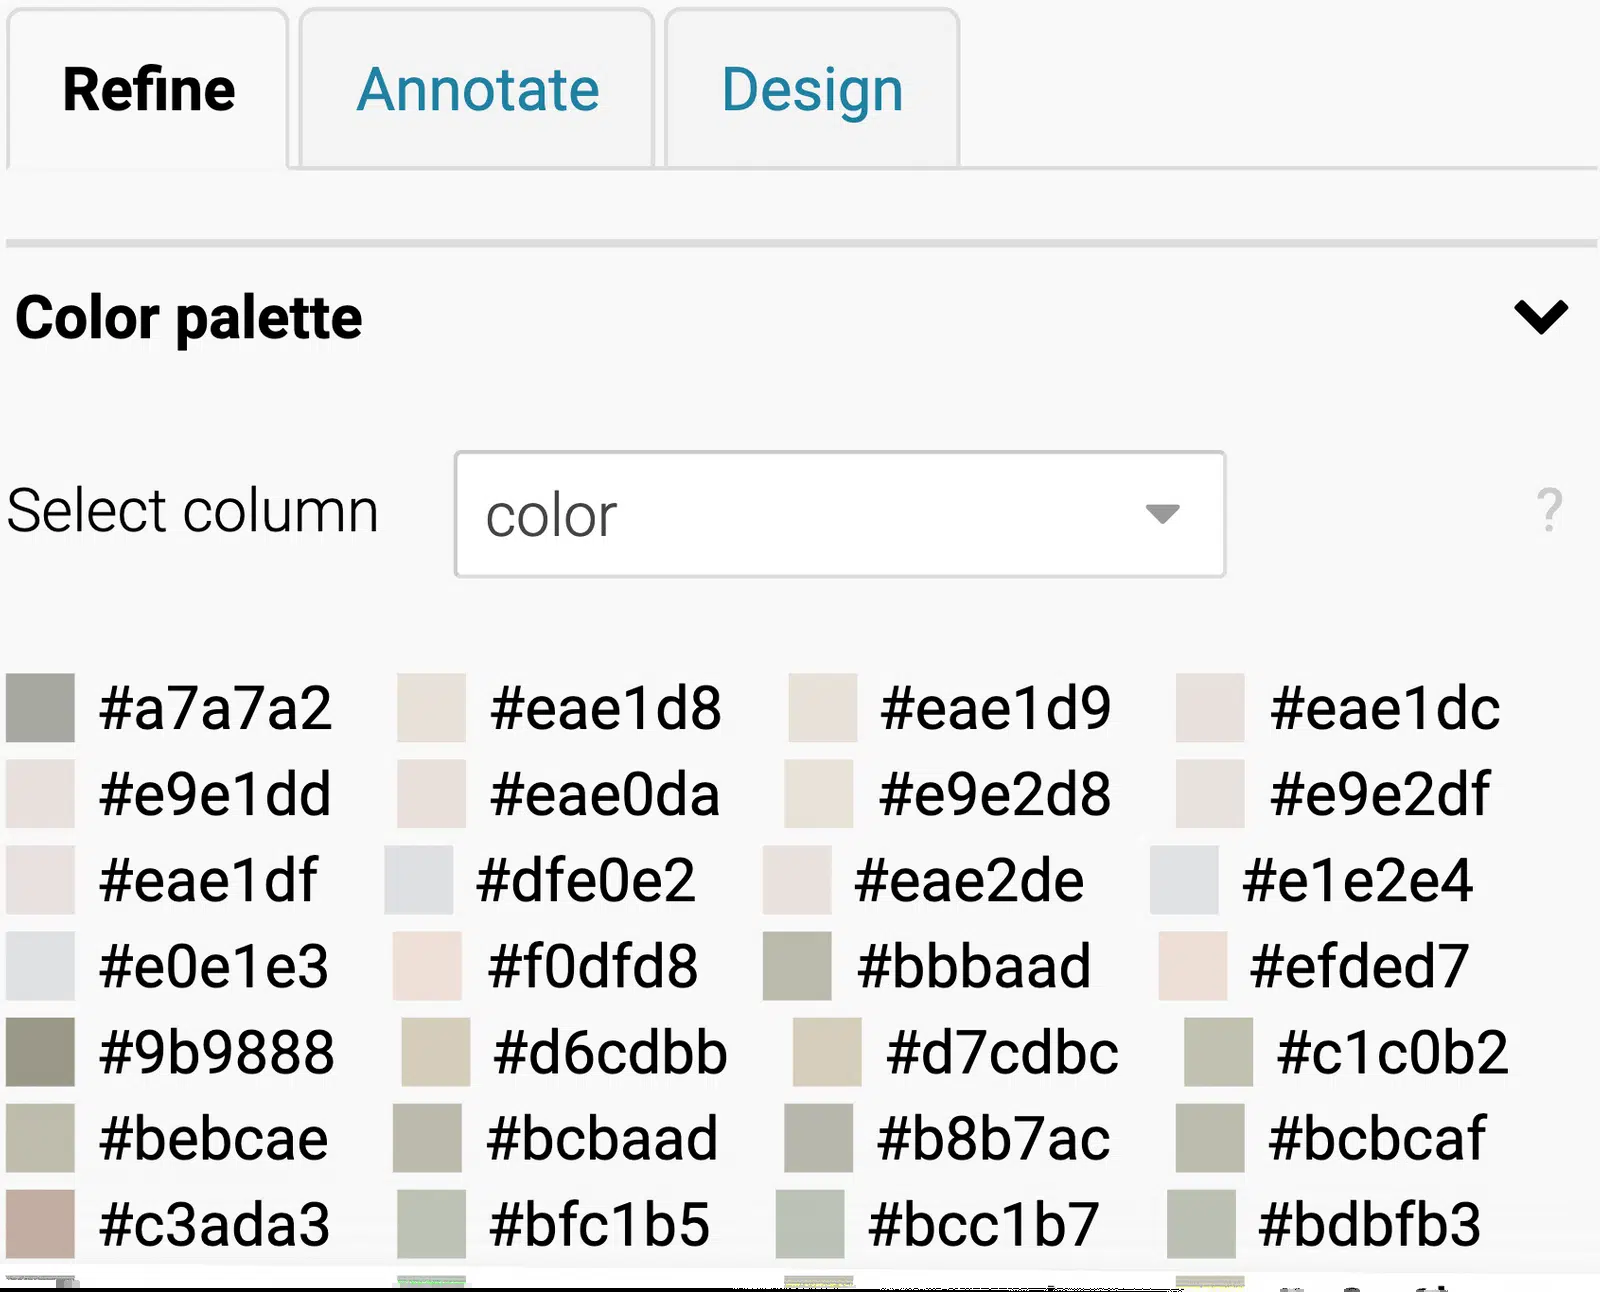 Refine Annotate Design
Color palette
Select column color ?
#a7a7a2 #eae1d8 #eae1d9 #eae1dc
#e9e1dd #eae0da #e9e2d8 #e9e2df
#eae1df #dfe0e2 #eae2de #e1e2e4
#e0e1e3 #f0dfd8 #bbbaad #efded7
#9b9888 #d6cdbb #d7cdbc #c1c0b2
#bebcae #bcbaad #b8b7ac #bcbcaf
#c3ada3 #bfc1b5 #bcc1b7 #bdbfb3